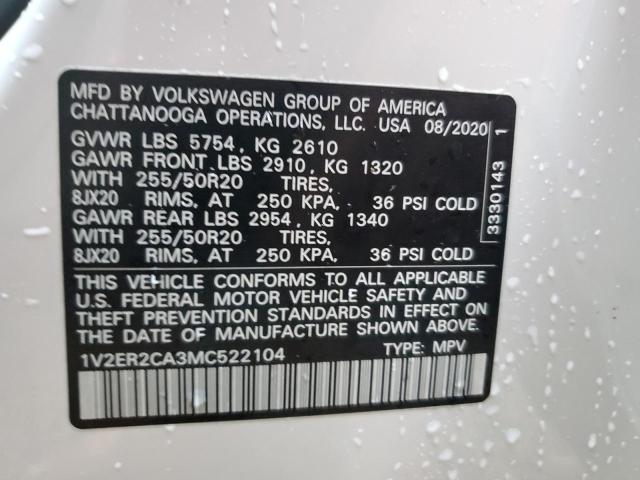 MFD BY VOLKSWAGEN GROUP OF AMERICA
CHATTANOOGA OPERATIONS, LLC. USA 08/2020
GVWR LBS 5754, KG 2610
GAWR FRONT LBS 2910, KG 1320
WITH 255/50R20 TIRES,
8JX20 RIMS, AT 250 KPA, 36 PSI COLD
GAWR REAR LBS 2954, KG 1340
WITH 255/50R20 TIRES,
8JX20 RIMS, AT 250 KPA, 36 PSI COLD
THIS VEHICLE CONFORMS TO ALL APPLICABLE
U.S. FEDERAL MOTOR VEHICLE SAFETY AND
THEFT PREVENTION STANDARDS IN EFFECT ON
THE DATE OF MANUFACTURE SHOWN ABOVE.
1V2ER2CA3MC522104 TYPE: MPV
3330143 1